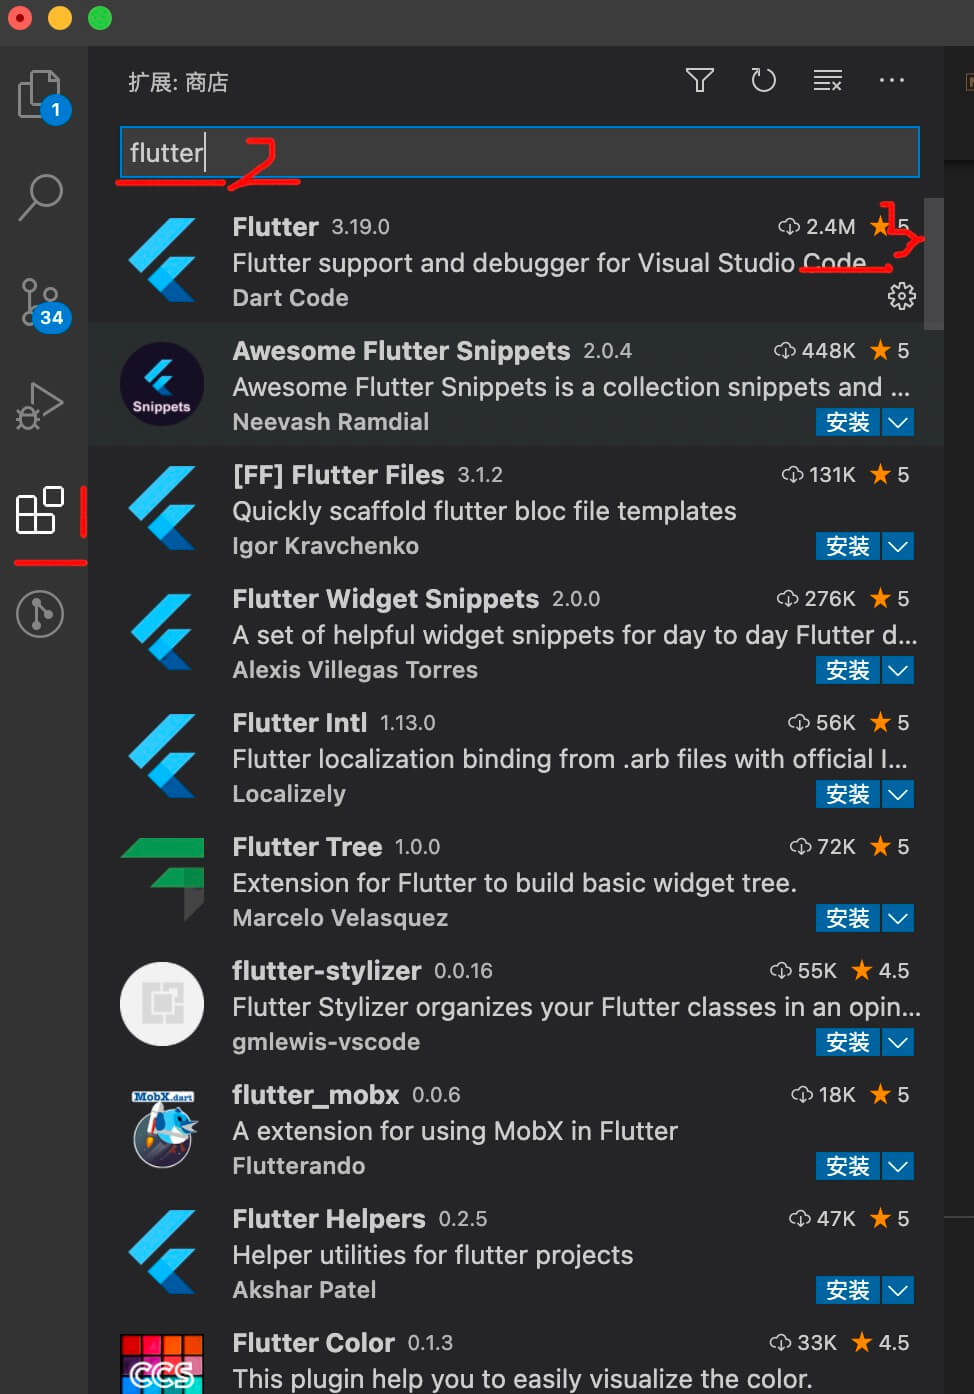 扩展: 商店
1
flutter
2
Flutter 3.19.0 2.4M 5
3
Flutter support and debugger for Visual Studio Code
Dart Code
34
Awesome Flutter Snippets 2.0.4 448K 5
Awesome Flutter Snippets is a collection snippets and ...
Snippets
Neevash Ramdial 安装
[FF] Flutter Files 3.1.2 131K 5
Quickly scaffold flutter bloc file templates
Igor Kravchenko 安装
Flutter Widget Snippets 2.0.0 276K 5
A set of helpful widget snippets for day to day Flutter d...
Alexis Villegas Torres 安装
Flutter Intl 1.13.0 56K 5
Flutter localization binding from .arb files with official I...
Localizely 安装
Flutter Tree 1.0.0 72K 5
Extension for Flutter to build basic widget tree.
Marcelo Velasquez 安装
flutter-stylizer 0.0.16 55K 4.5
Flutter Stylizer organizes your Flutter classes in an opin...
gmlewis-vscode 安装
MobX.dart
flutter_mobx 0.0.6 18K 5
A extension for using MobX in Flutter
Flutterando 安装
Flutter Helpers 0.2.5 47K 5
Helper utilities for flutter projects
Akshar Patel 安装
Flutter Color 0.1.3 33K 4.5
CCS
This plugin help you to easily visualize the color.